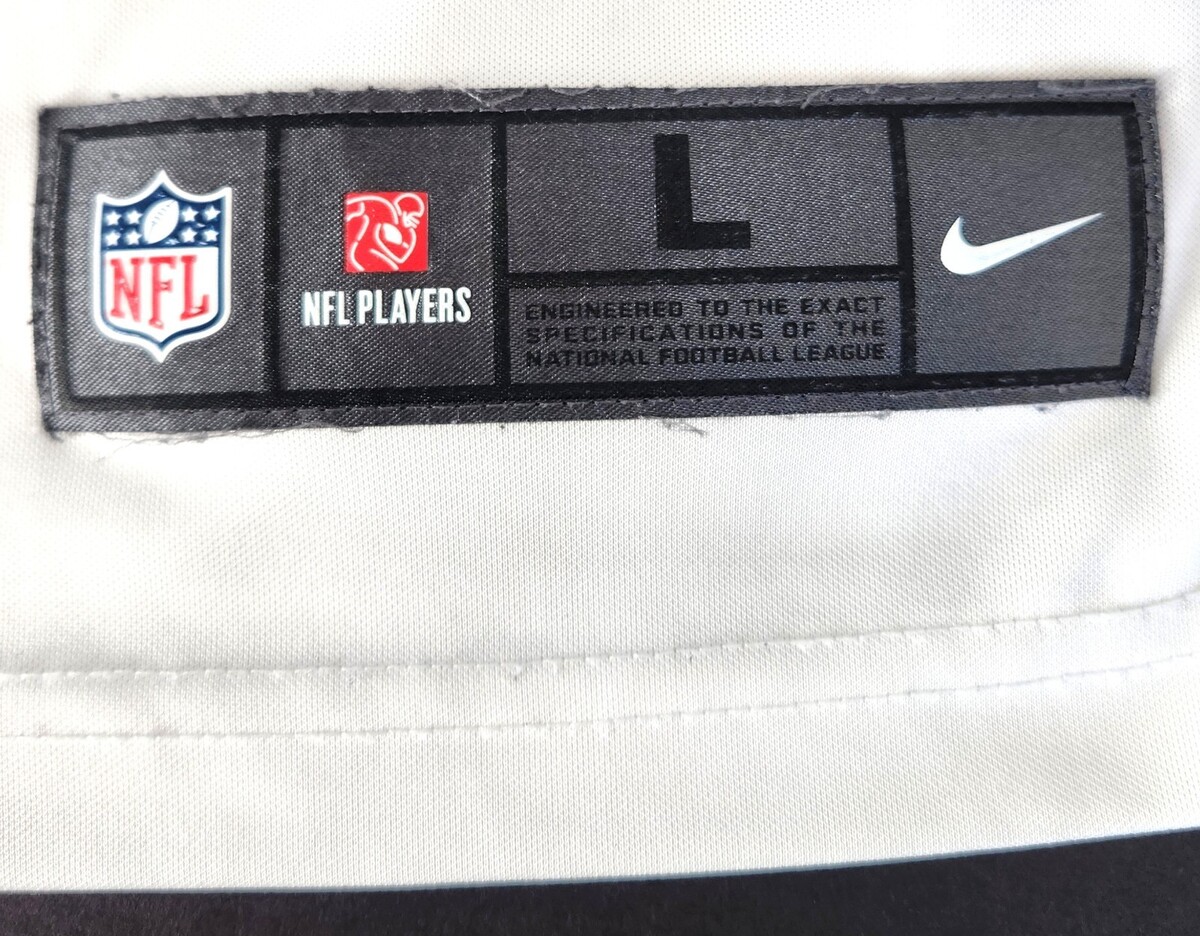 NFL
NFL PLAYERS
L
ENGINEERED TO THE EXACT
SPECIFICATIONS OF THE
NATIONAL FOOTBALL LEAGUE.